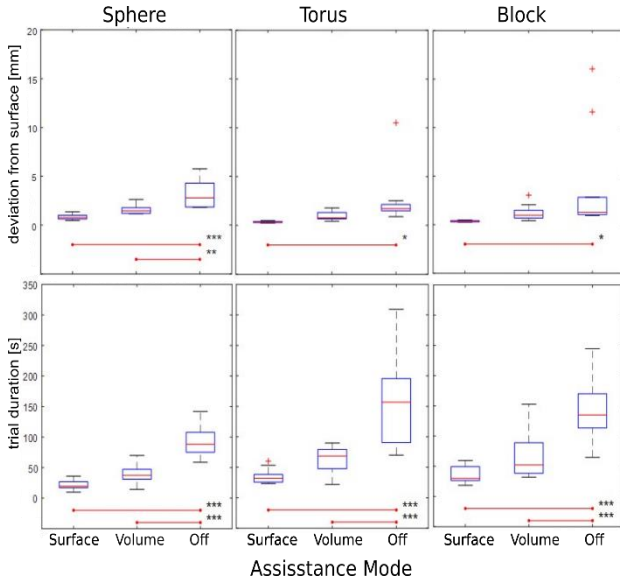 Sphere Torus Block
deviation from surface [mm]
20
15
10
5
0
*** * *
**
trial duration [s]
350
300
250
200
150
100
50
0
*** *** ***
*** *** ***
Surface Volume Off Surface Volume Off Surface Volume Off
Assisstance Mode